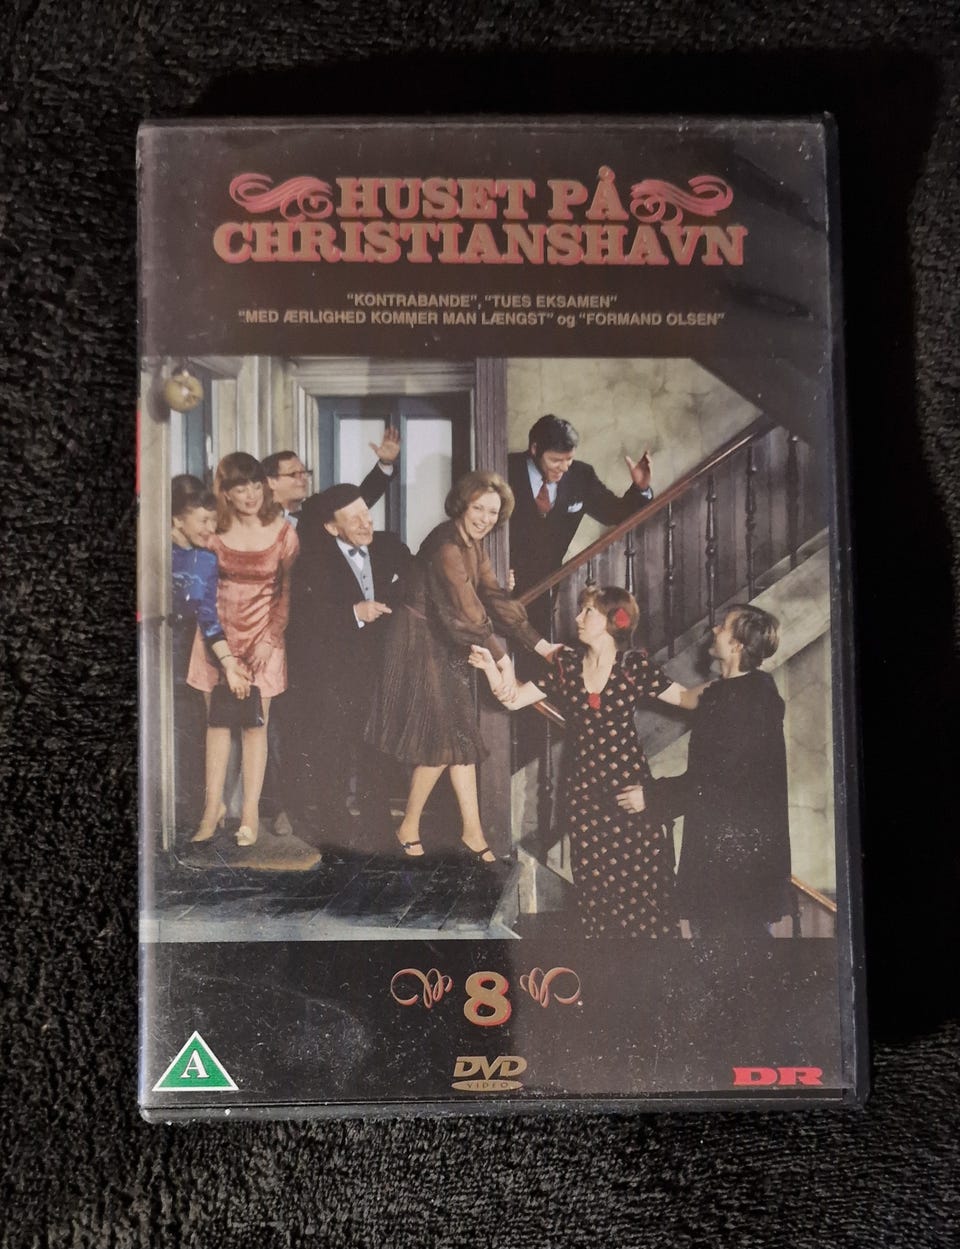 HUSET PÅ
CHRISTIANSHAVN
"KONTRABANDE", "TUES EKSAMEN"
"MED ÆRLIGHED KOMMER MAN LÆNGST" og "FORMAND OLSEN"
8
A
DVD
VIDEO
DR